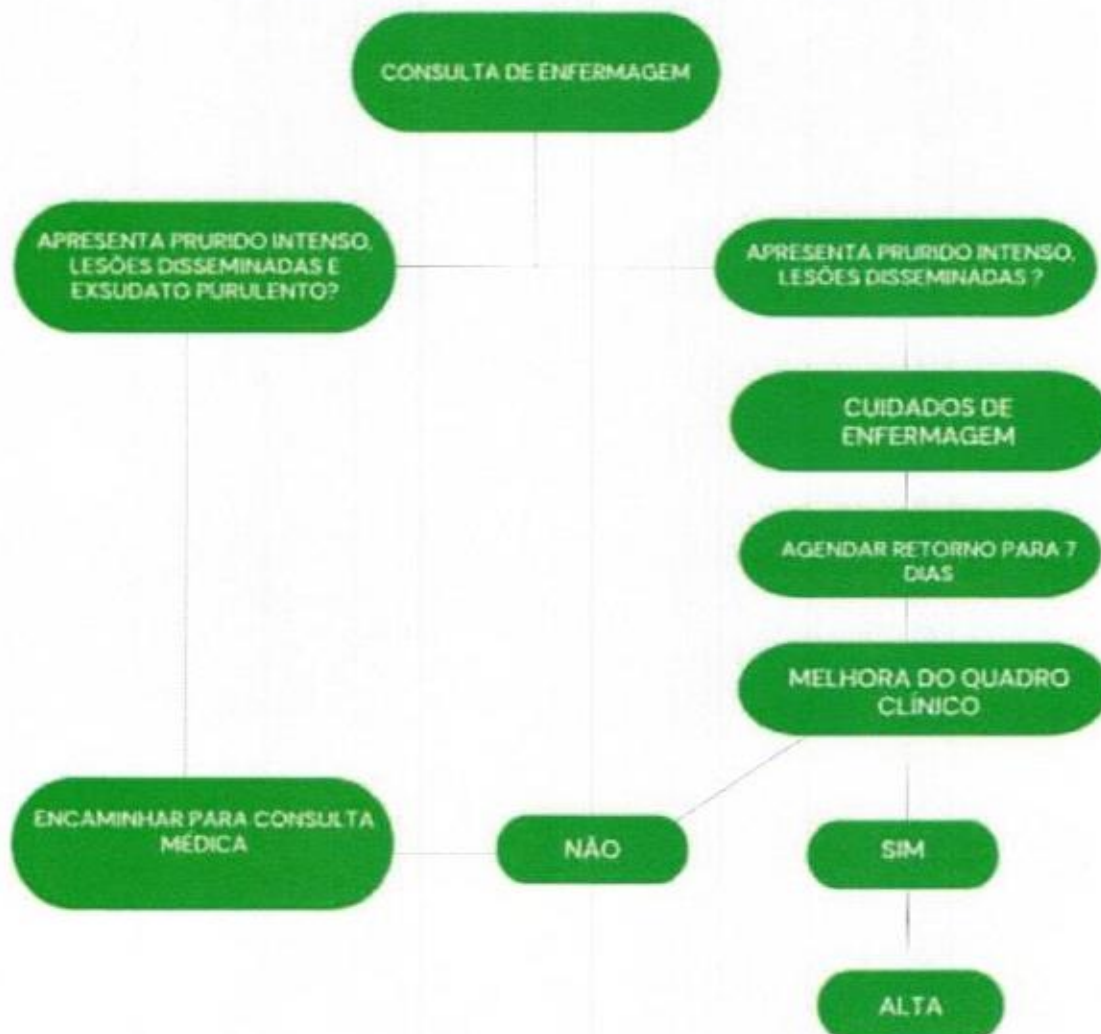 CONSULTA DE ENFERMAGEM
APRESENTA PRURIDO INTENSO,
LESÕES DISSEMINADAS E
EXSUDATO PURULENTO?
APRESENTA PRURIDO INTENSO,
LESÕES DISSEMINADAS ?
CUIDADOS DE
ENFERMAGEM
AGENDAR RETORNO PARA 7
DIAS
MELHORA DO QUADRO
CLÍNICO
ENCAMINHAR PARA CONSULTA
MÉDICA
NÃO
SIM
ALTA